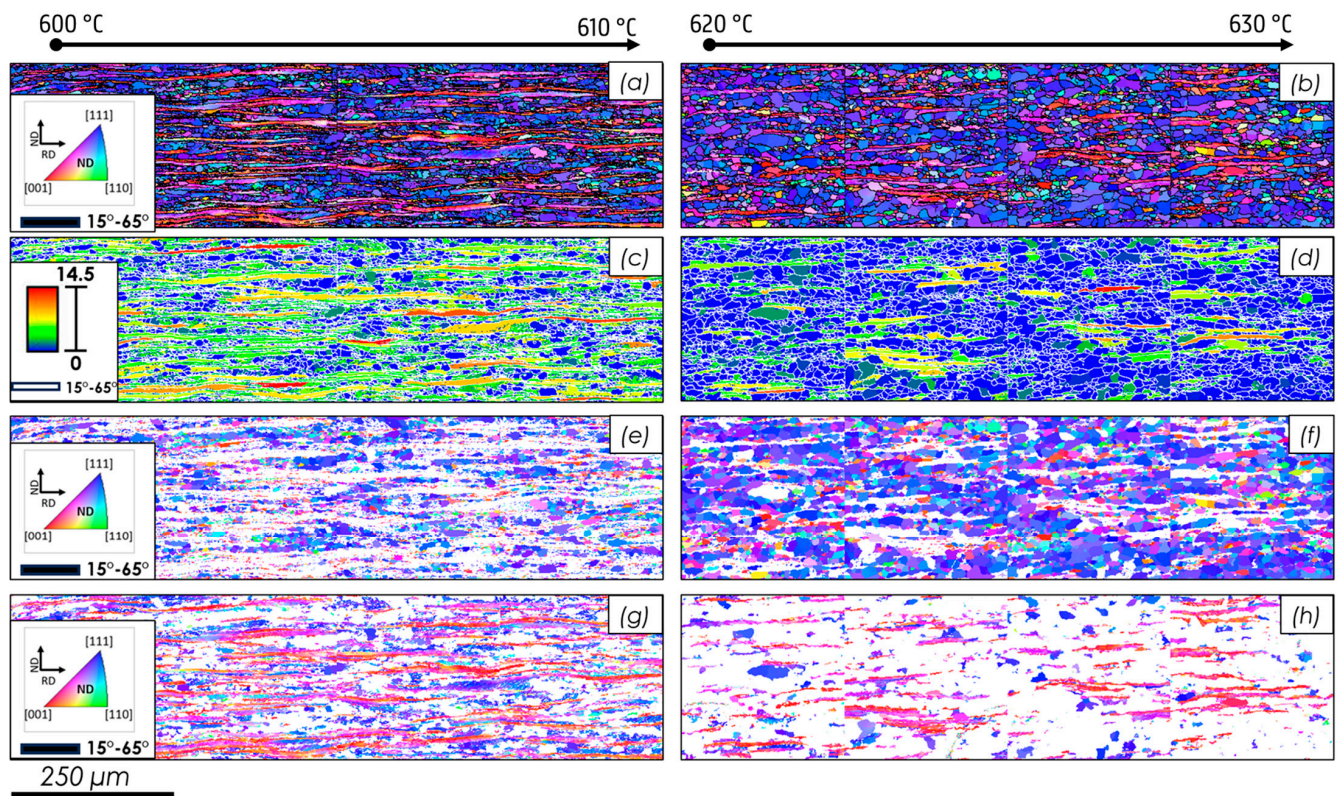 600 °C
610 °C
620 °C
630 °C
(a)
(b)
[111]
ND
RD
ND
[001]
[110]
15°-65°
(c)
(d)
14.5
0
15°-65°
(e)
(f)
[111]
ND
RD
ND
[001]
[110]
15°-65°
(g)
(h)
[111]
ND
RD
ND
[001]
[110]
15°-65°
250 µm